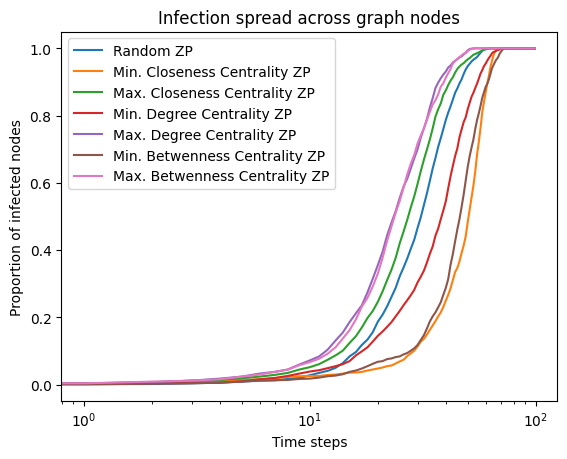 Infection spread across graph nodes
Random ZP
Min. Closeness Centrality ZP
Max. Closeness Centrality ZP
Min. Degree Centrality ZP
Max. Degree Centrality ZP
Min. Betwenness Centrality ZP
Max. Betwenness Centrality ZP
Proportion of infected nodes
1.0
0.8
0.6
0.4
0.2
0.0
10⁰
10¹
10²
Time steps